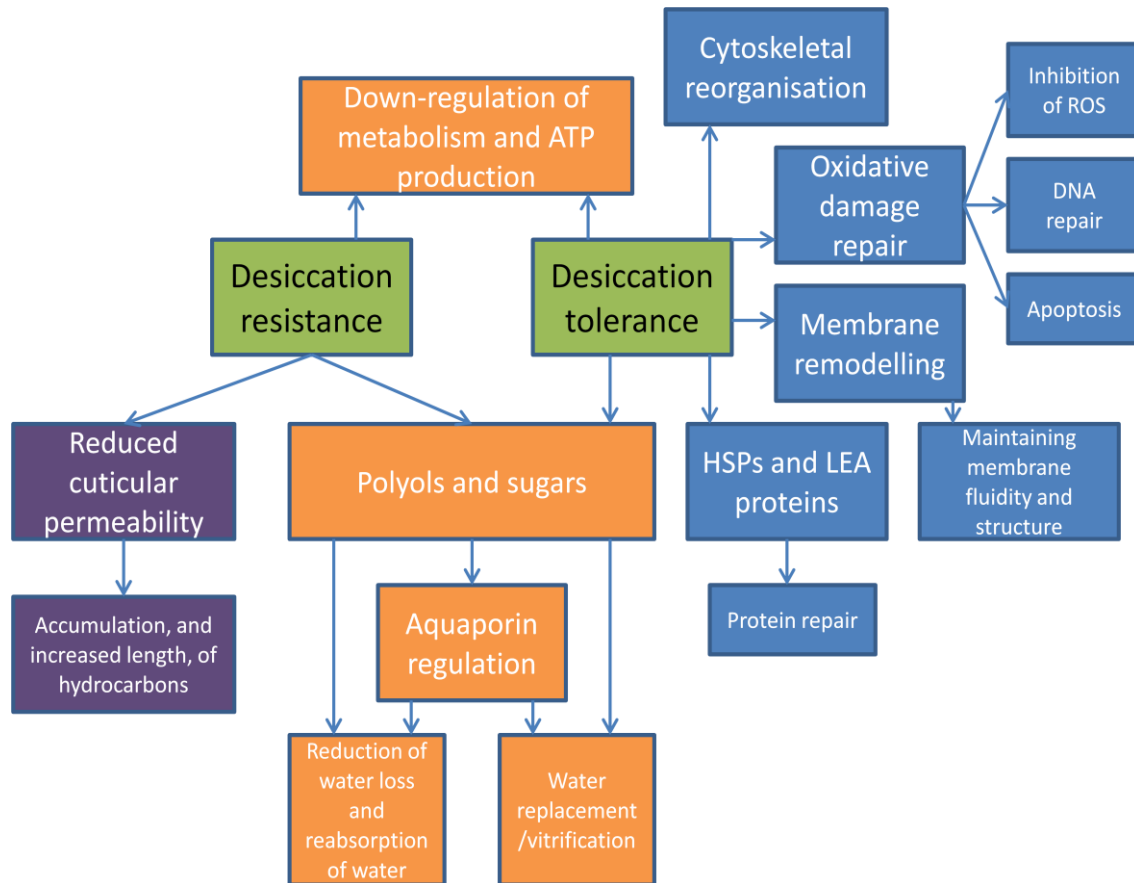 Cytoskeletal
reorganisation
Inhibition
of ROS
Down-regulation of
metabolism and ATP
production
Oxidative
damage
repair
DNA
repair
Desiccation
resistance
Desiccation
tolerance
Apoptosis
Membrane
remodelling
Reduced
cuticular
permeability
Polyols and sugars
HSPs and LEA
proteins
Maintaining
membrane
fluidity and
structure
Accumulation, and
increased length, of
hydrocarbons
Aquaporin
regulation
Protein repair
Reduction of
water loss
and
reabsorption
of water
Water
replacement
/vitrification